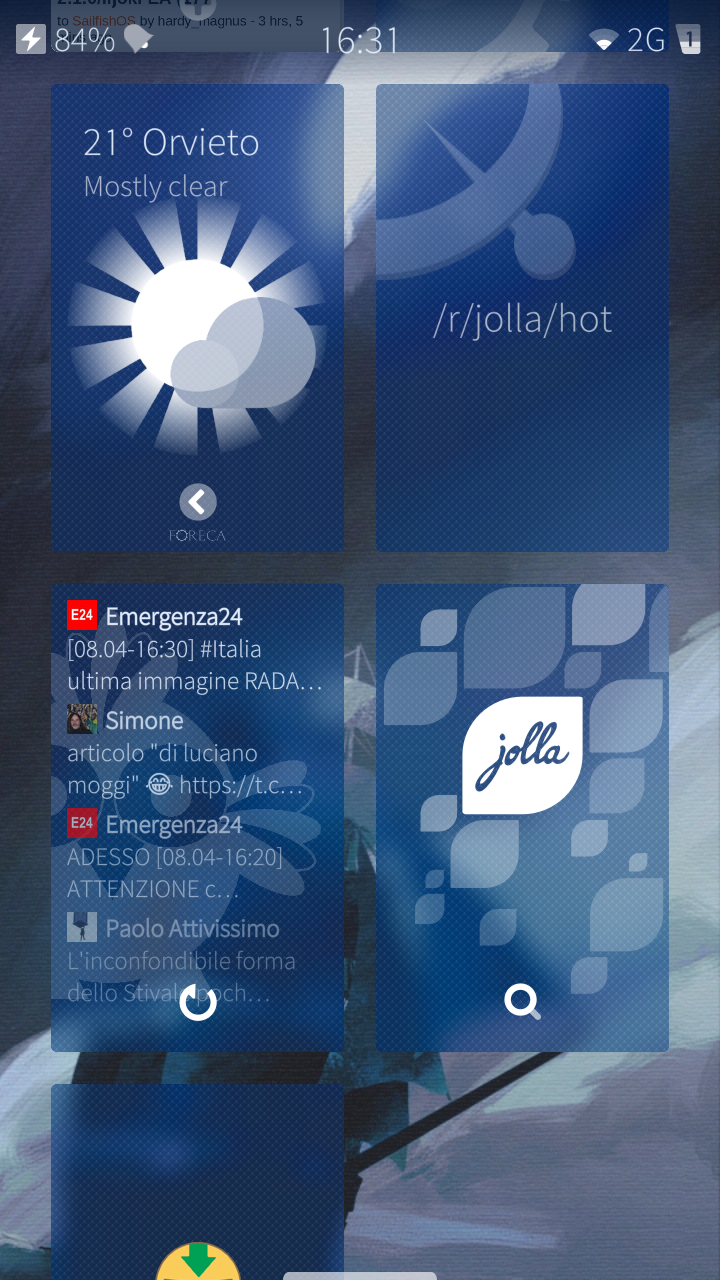 to SailfishOS by hardy_magnus - 3 hrs, 5
84%
16:31
2G
1
21° Orvieto
Mostly clear
FORECA
/r/jolla/hot
E24 Emergenza24
[08.04-16:30] #Italia
ultima immagine RADA…
Simone
articolo "di luciano
moggi" 😂 https://t.c…
E24 Emergenza24
ADESSO [08.04-16:20]
ATTENZIONE c…
Paolo Attivissimo
L'inconfondibile forma
dello Stivale
jolla